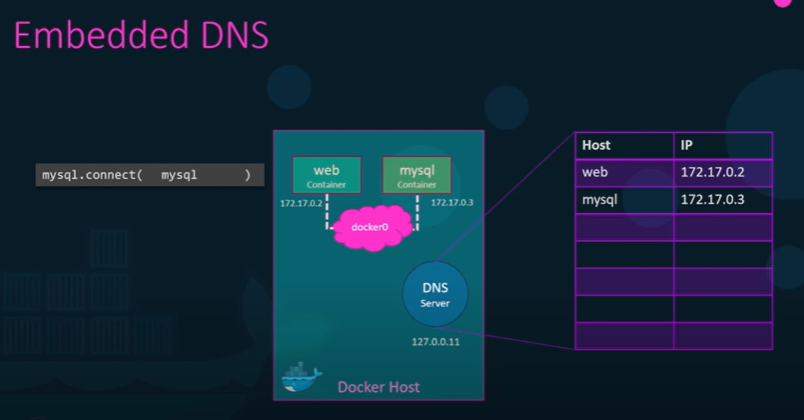 Embedded DNS
mysql.connect( mysql )
web
Container
mysql
Container
172.17.0.2
172.17.0.3
docker0
DNS
Server
127.0.0.11
Docker Host
Host IP
web 172.17.0.2
mysql 172.17.0.3